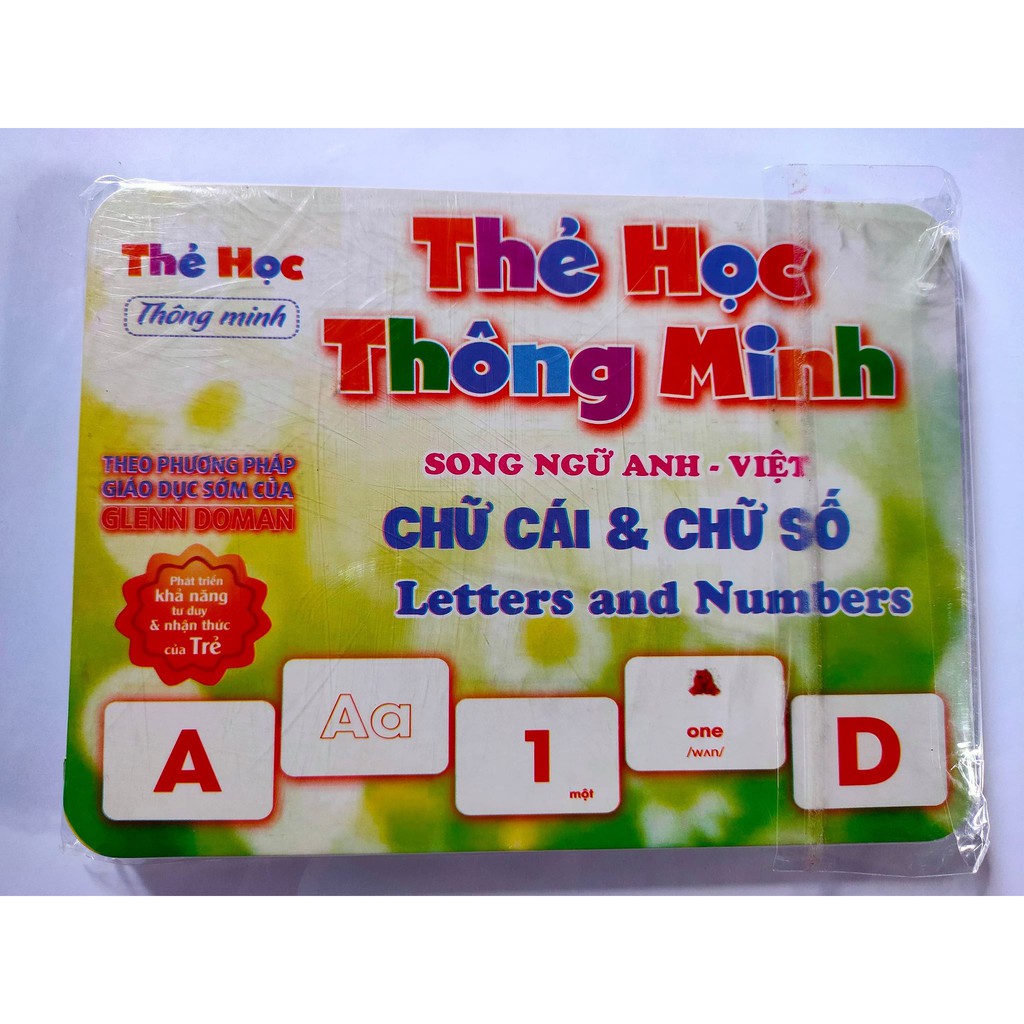 Thẻ Học
Thông minh
Thẻ Học
Thông Minh
THEO PHƯƠNG PHÁP
GIÁO DỤC SỚM CỦA
GLENN DOMAN
SONG NGỮ ANH - VIỆT
CHỮ CÁI & CHỮ SỐ
Letters and Numbers
Phát triển
khả năng
tư duy
& nhận thức
của Trẻ
A
Aa
1
một
one
/wʌn/
D